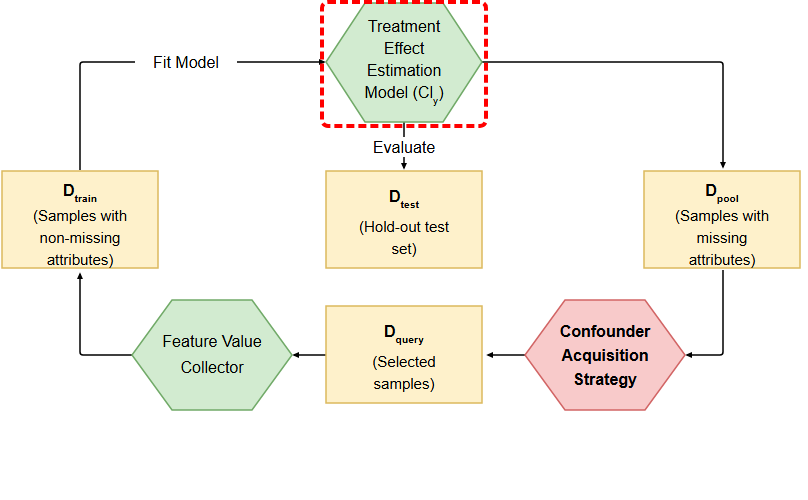 Treatment
Effect
Estimation
Model (Cl_y)
Fit Model
Evaluate
D_train
(Samples with
non-missing
attributes)
D_test
(Hold-out test
set)
D_pool
(Samples with
missing
attributes)
Feature Value
Collector
D_query
(Selected
samples)
Confounder
Acquisition
Strategy